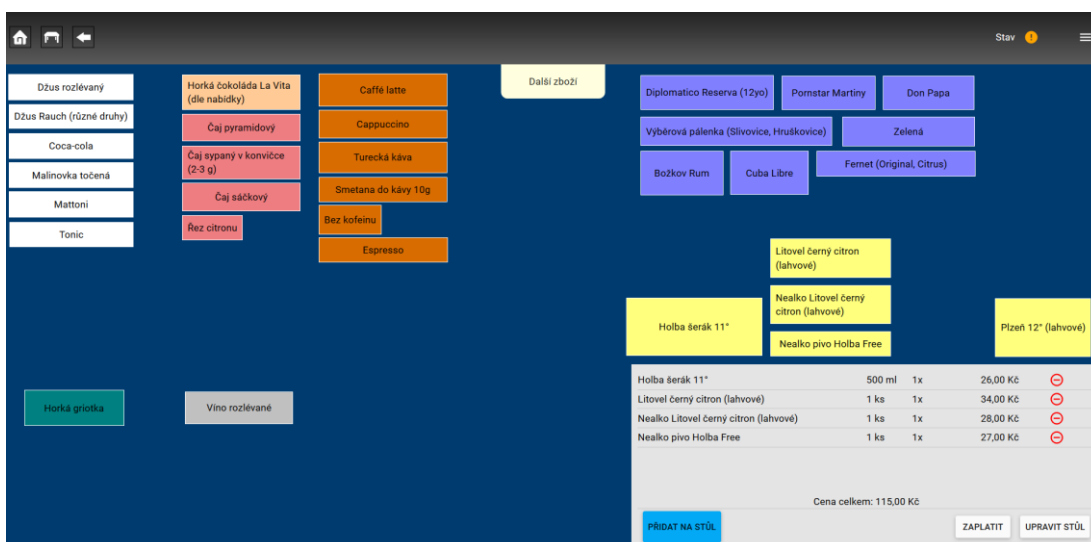 Stav
Džus rozlévaný
Džus Rauch (různé druhy)
Coca-cola
Malinovka točená
Mattoni
Tonic
Horká čokoláda La Vita
(dle nabídky)
Čaj pyramidový
Čaj sypaný v konvičce
(2-3 g)
Čaj sáčkový
Řez citronu
Caffé latte
Cappuccino
Turecká káva
Smetana do kávy 10g
Bez kofeinu
Espresso
Další zboží
Diplomatico Reserva (12yo)
Pornstar Martiny
Don Papa
Výběrová pálenka (Slivovice, Hruškovice)
Zelená
Božkov Rum
Cuba Libre
Fernet (Original, Citrus)
Litovel černý citron
(lahvové)
Nealko Litovel černý
citron (lahvové)
Holba šerák 11°
Nealko pivo Holba Free
Plzeň 12° (lahvové)
Horká griotka
Víno rozlévané
Holba šerák 11° 500 ml 1x 26,00 Kč
Litovel černý citron (lahvové) 1 ks 1x 34,00 Kč
Nealko Litovel černý citron (lahvové) 1 ks 1x 28,00 Kč
Nealko pivo Holba Free 1 ks 1x 27,00 Kč
Cena celkem: 115,00 Kč
PŘIDAT NA STŮL
ZAPLATIT
UPRAVIT STŮL